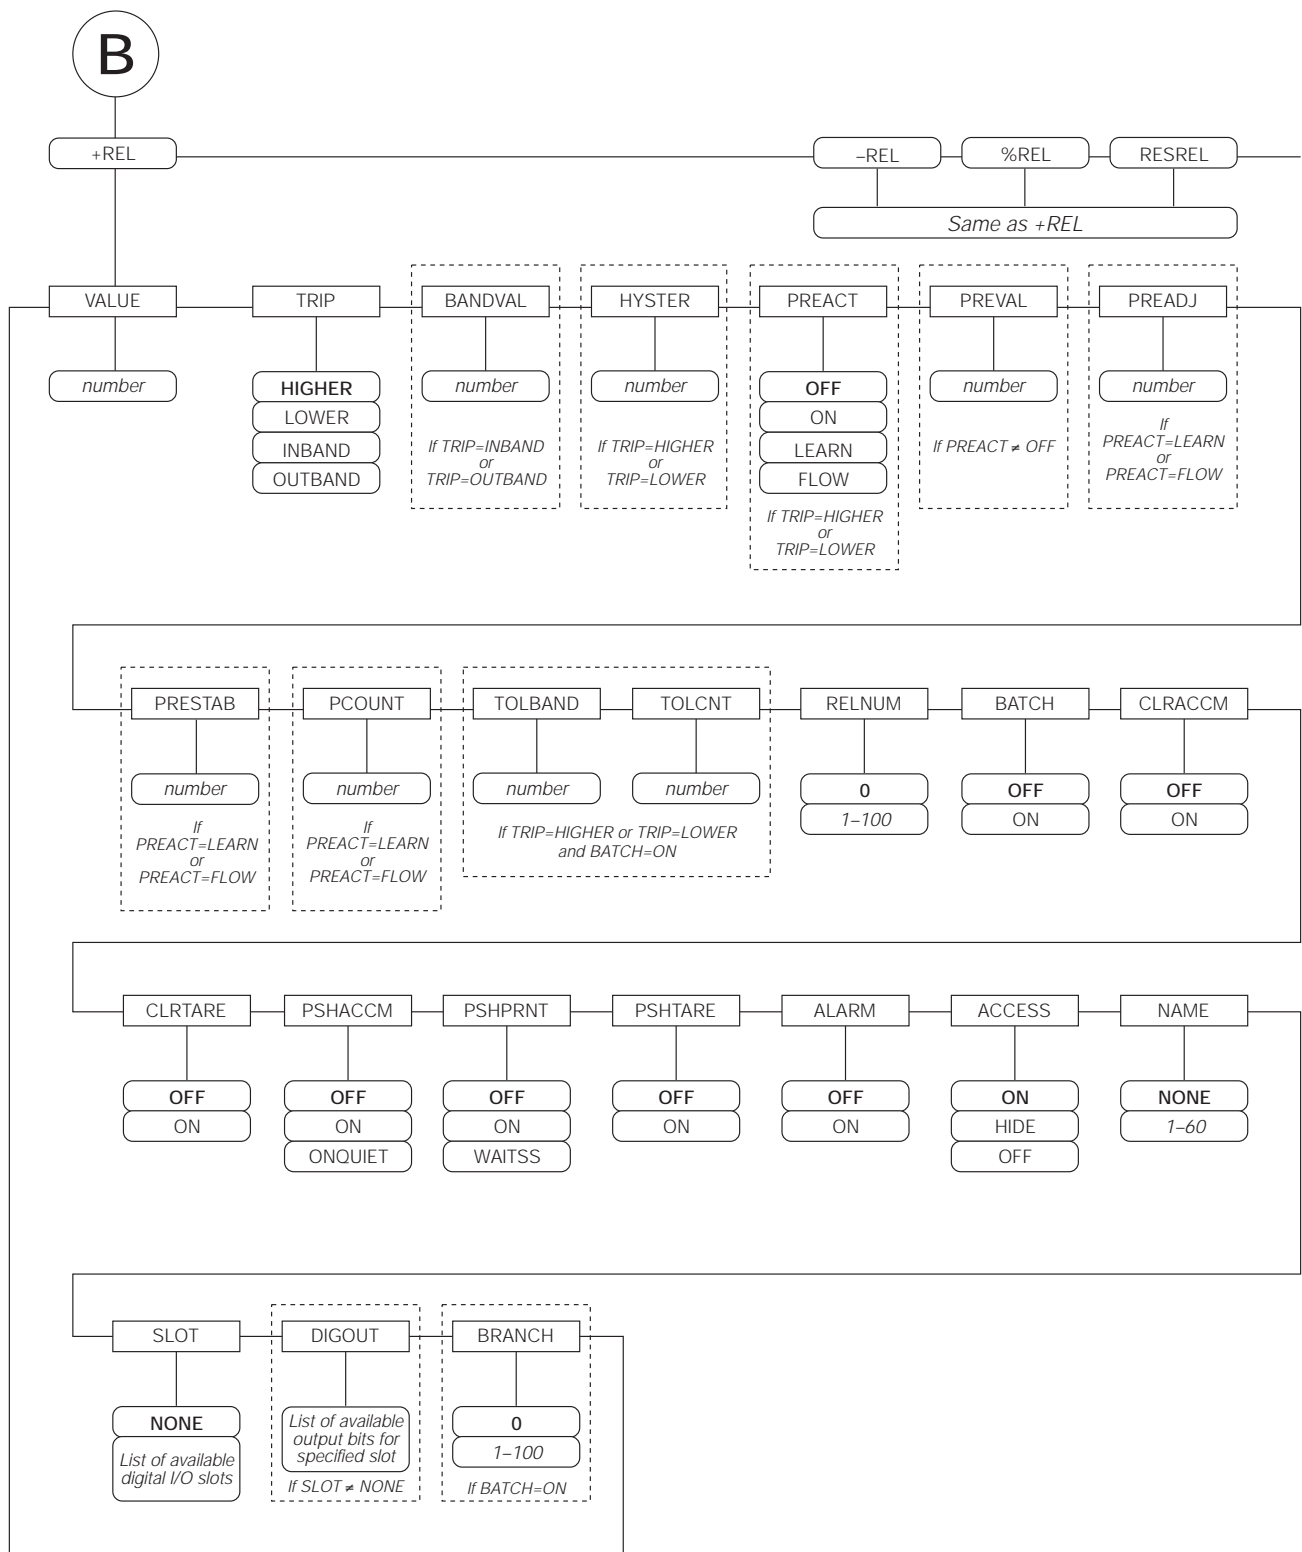 B
+REL
–REL
%REL
RESREL
Same as +REL
VALUE
TRIP
BANDVAL
HYSTER
PREACT
PREVAL
PREADJ
number
HIGHER
LOWER
INBAND
OUTBAND
number
If TRIP=INBAND
or
TRIP=OUTBAND
number
If TRIP=HIGHER
or
TRIP=LOWER
OFF
ON
LEARN
FLOW
If TRIP=HIGHER
or
TRIP=LOWER
number
If PREACT ≠ OFF
number
If
PREACT=LEARN
or
PREACT=FLOW
PRESTAB
PCOUNT
TOLBAND
TOLCNT
RELNUM
BATCH
CLRACCM
number
If
PREACT=LEARN
or
PREACT=FLOW
number
If
PREACT=LEARN
or
PREACT=FLOW
number
number
If TRIP=HIGHER or TRIP=LOWER
and BATCH=ON
0
1–100
OFF
ON
OFF
ON
CLRTARE
PSHACCM
PSHPRNT
PSHTARE
ALARM
ACCESS
NAME
OFF
ON
OFF
ON
ONQUIET
OFF
ON
WAITSS
OFF
ON
OFF
ON
ON
HIDE
OFF
NONE
1–60
SLOT
DIGOUT
BRANCH
NONE
List of available
digital I/O slots
List of available
output bits for
specified slot
If SLOT ≠ NONE
0
1–100
If BATCH=ON